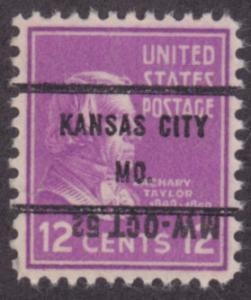 UNITED
STATES
POSTAGE
KANSAS CITY
MO.
ZACHARY
TAYLOR
1849-1850
MW-OCT 52
12 CENTS 12